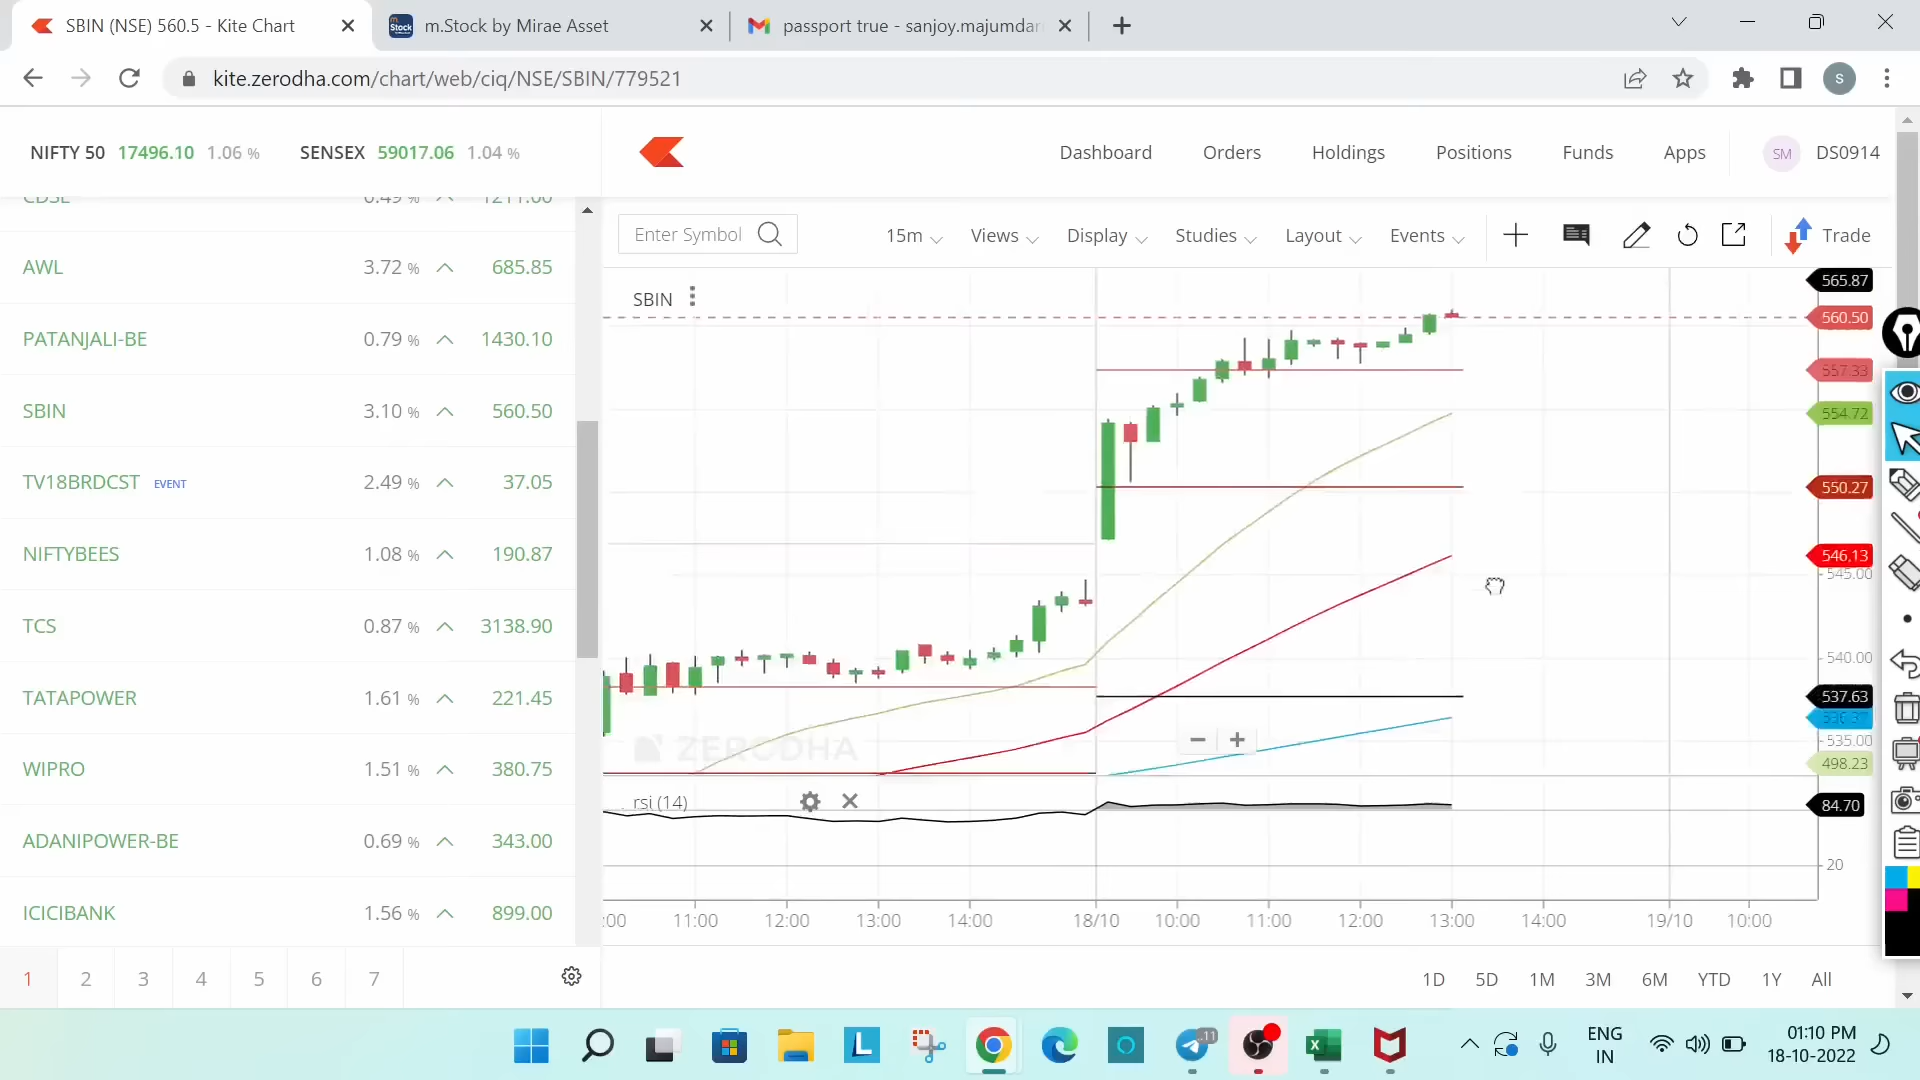 SBIN (NSE) 560.5 - Kite Chart
m.Stock by Mirae Asset
passport true - sanjoy.majumdar
kite.zerodha.com/chart/web/ciq/NSE/SBIN/779521
S
NIFTY 50 17496.10 1.06 %
SENSEX 59017.06 1.04 %
Dashboard
Orders
Holdings
Positions
Funds
Apps
SM
DS0914
CDSL 0.49 % 1211.60
AWL 3.72 % 685.85
PATANJALI-BE 0.79 % 1430.10
SBIN 3.10 % 560.50
TV18BRDCST EVENT 2.49 % 37.05
NIFTYBEES 1.08 % 190.87
TCS 0.87 % 3138.90
TATAPOWER 1.61 % 221.45
WIPRO 1.51 % 380.75
ADANIPOWER-BE 0.69 % 343.00
ICICIBANK 1.56 % 899.00
1 2 3 4 5 6 7
Enter Symbol
15m
Views
Display
Studies
Layout
Events
Trade
SBIN
565.87
560.50
557.33
554.72
550.27
546.13
545.00
540.00
537.63
535.00
498.23
ZERODHA
rsi (14)
84.70
20
:00 11:00 12:00 13:00 14:00 18/10 10:00 11:00 12:00 13:00 14:00 19/10 10:00
1D 5D 1M 3M 6M YTD 1Y All
L
11
ENG
IN
01:10 PM
18-10-2022